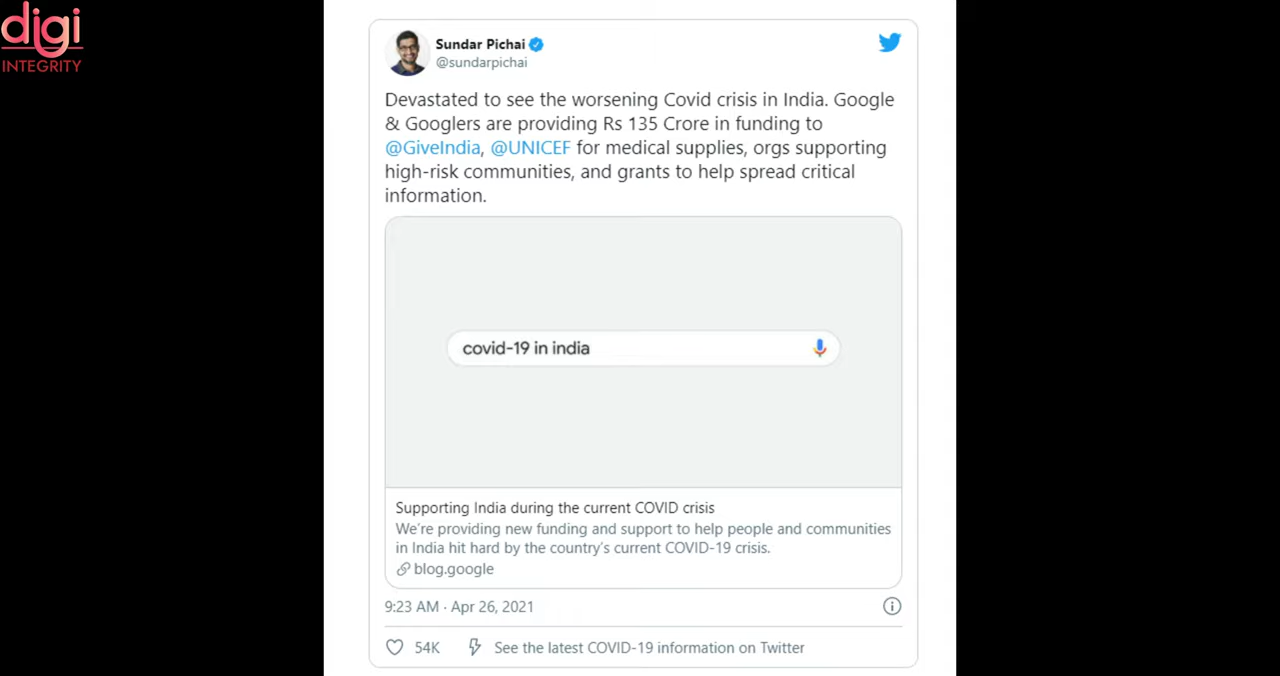 digi
INTEGRITY
Sundar Pichai
@sundarpichai
Devastated to see the worsening Covid crisis in India. Google
& Googlers are providing Rs 135 Crore in funding to
@GiveIndia, @UNICEF for medical supplies, orgs supporting
high-risk communities, and grants to help spread critical
information.
covid-19 in india
Supporting India during the current COVID crisis
We're providing new funding and support to help people and communities
in India hit hard by the country's current COVID-19 crisis.
blog.google
9:23 AM · Apr 26, 2021
54K See the latest COVID-19 information on Twitter